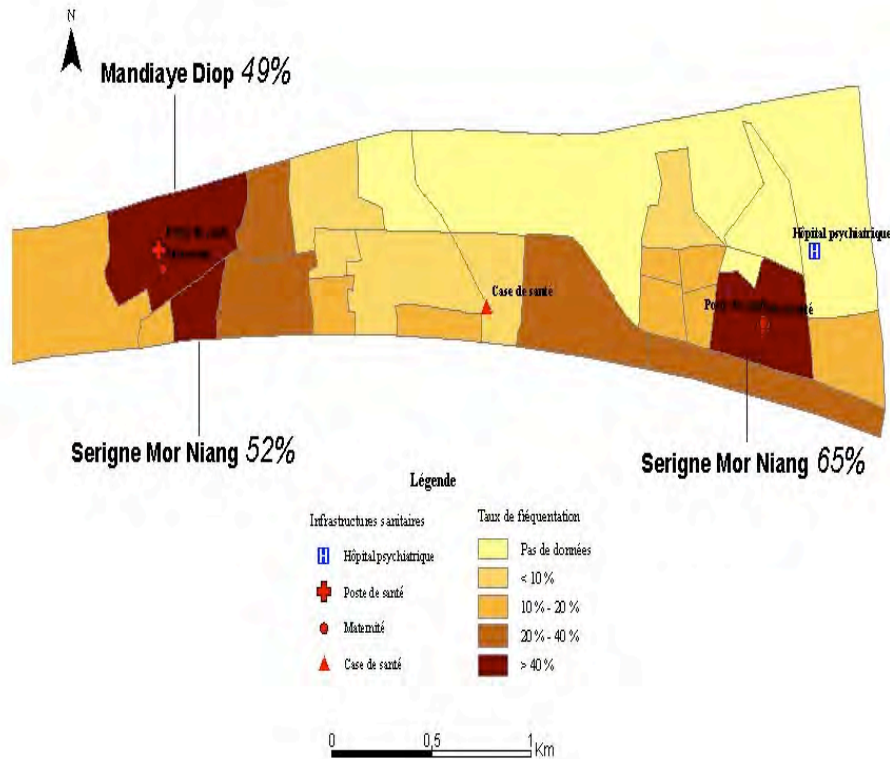 N
Mandiaye Diop 49%
Hôpital psychiatrique
Case de santé
Serigne Mor Niang 52%
Serigne Mor Niang 65%
Légende
Infrastructures sanitaires
Hôpital psychiatrique
Poste de santé
Maternité
Case de santé
Taux de fréquentation
Pas de données
< 10 %
10 % - 20 %
20 % - 40 %
> 40 %
0 0,5 1
Km